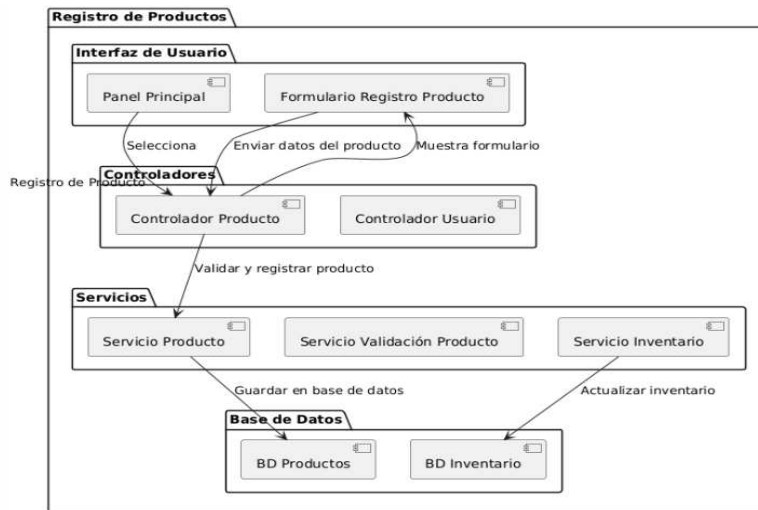 Registro de Productos
Interfaz de Usuario
Panel Principal
Formulario Registro Producto
Selecciona
Enviar datos del producto
Muestra formulario
Registro de Producto
Controladores
Controlador Producto
Controlador Usuario
Validar y registrar producto
Servicios
Servicio Producto
Servicio Validación Producto
Servicio Inventario
Guardar en base de datos
Actualizar inventario
Base de Datos
BD Productos
BD Inventario